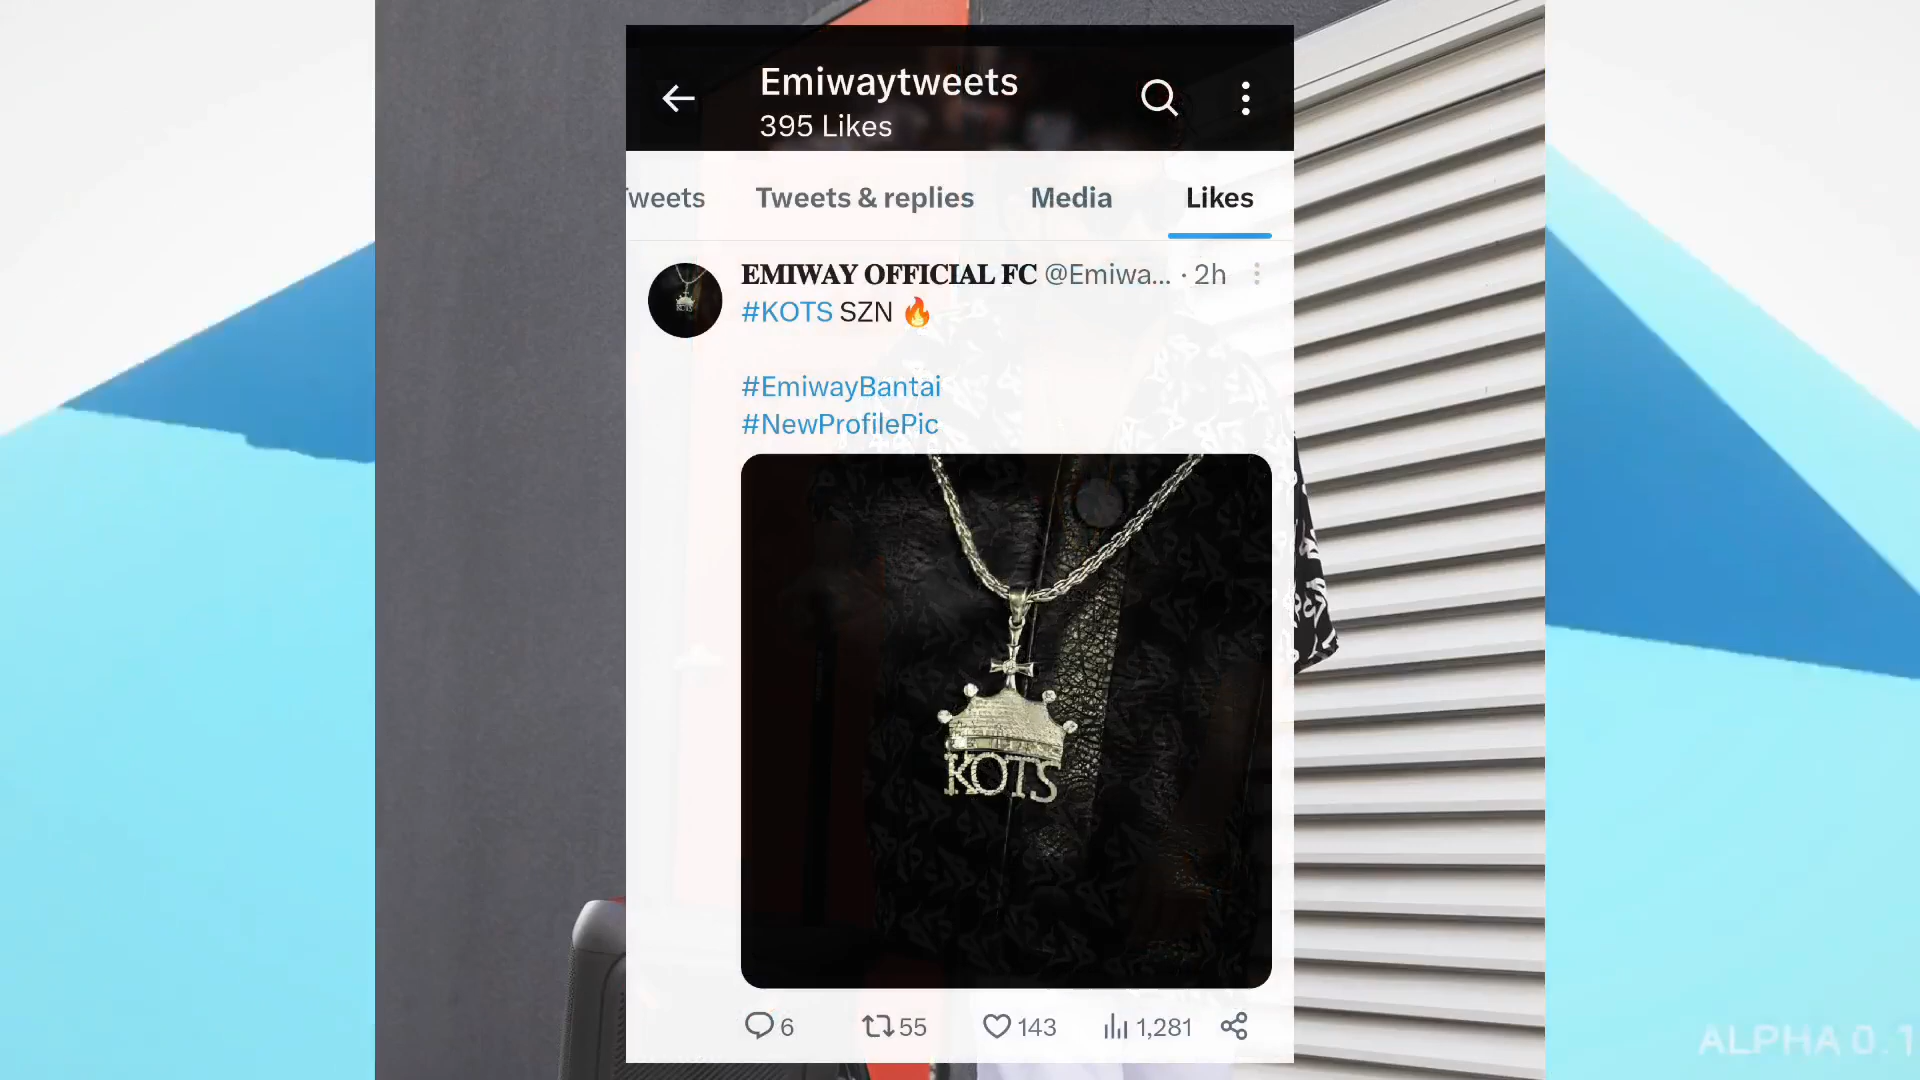 Emiwaytweets
395 Likes
Tweets & replies Media Likes
EMIWAY OFFICIAL FC @Emiwa... · 2h
#KOTS SZN 🔥
#EmiwayBantai
#NewProfilePic
KOTS
6 55 143 1,281
ALPHA 0.1